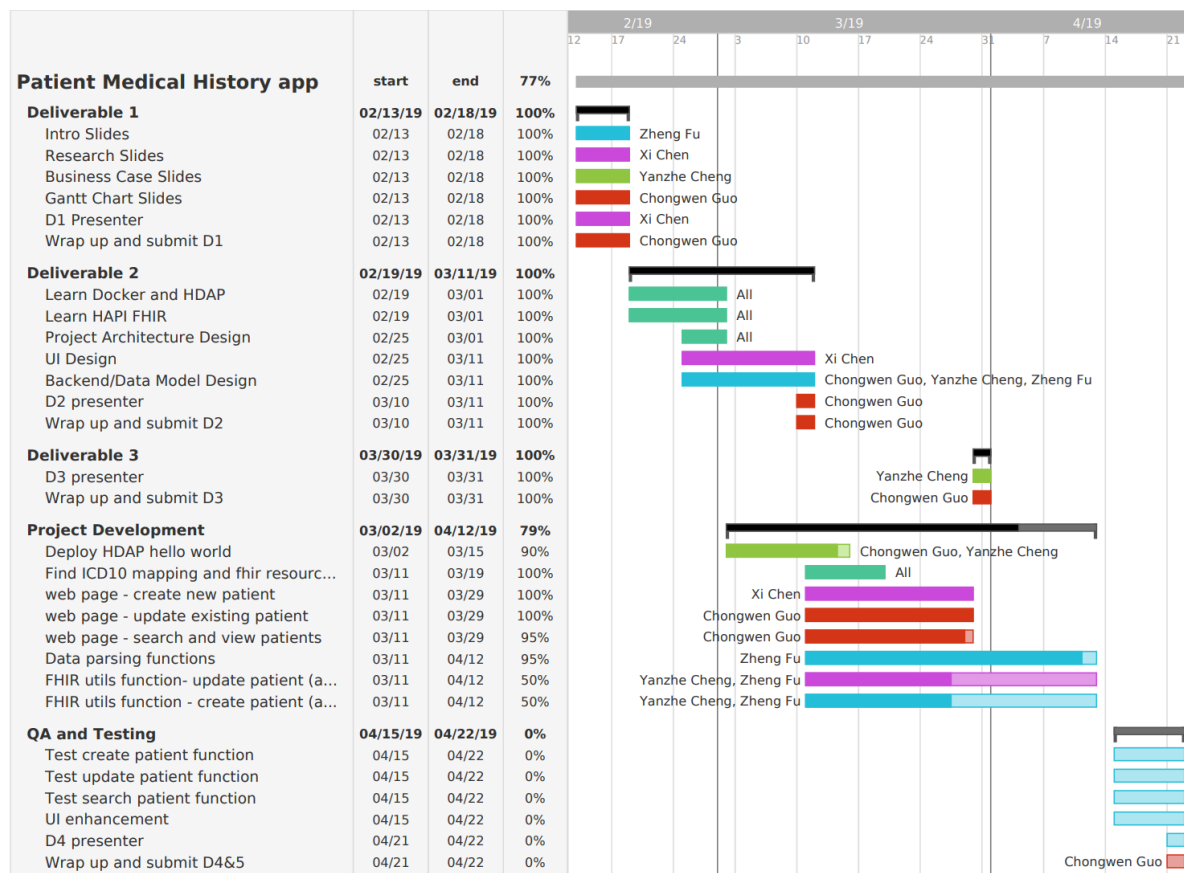 2/19 3/19 4/19
12 17 24 3 10 17 24 31 7 14 21
Patient Medical History app start end 77%
Deliverable 1 02/13/19 02/18/19 100%
Intro Slides 02/13 02/18 100% Zheng Fu
Research Slides 02/13 02/18 100% Xi Chen
Business Case Slides 02/13 02/18 100% Yanzhe Cheng
Gantt Chart Slides 02/13 02/18 100% Chongwen Guo
D1 Presenter 02/13 02/18 100% Xi Chen
Wrap up and submit D1 02/13 02/18 100% Chongwen Guo
Deliverable 2 02/19/19 03/11/19 100%
Learn Docker and HDAP 02/19 03/01 100% All
Learn HAPI FHIR 02/19 03/01 100% All
Project Architecture Design 02/25 03/01 100% All
UI Design 02/25 03/11 100% Xi Chen
Backend/Data Model Design 02/25 03/11 100% Chongwen Guo, Yanzhe Cheng, Zheng Fu
D2 presenter 03/10 03/11 100% Chongwen Guo
Wrap up and submit D2 03/10 03/11 100% Chongwen Guo
Deliverable 3 03/30/19 03/31/19 100%
D3 presenter 03/30 03/31 100% Yanzhe Cheng
Wrap up and submit D3 03/30 03/31 100% Chongwen Guo
Project Development 03/02/19 04/12/19 79%
Deploy HDAP hello world 03/02 03/15 90% Chongwen Guo, Yanzhe Cheng
Find ICD10 mapping and fhir resourc... 03/11 03/19 100% All
web page - create new patient 03/11 03/29 100% Xi Chen
web page - update existing patient 03/11 03/29 100% Chongwen Guo
web page - search and view patients 03/11 03/29 95% Chongwen Guo
Data parsing functions 03/11 04/12 95% Zheng Fu
FHIR utils function- update patient (a... 03/11 04/12 50% Yanzhe Cheng, Zheng Fu
FHIR utils function - create patient (a... 03/11 04/12 50% Yanzhe Cheng, Zheng Fu
QA and Testing 04/15/19 04/22/19 0%
Test create patient function 04/15 04/22 0%
Test update patient function 04/15 04/22 0%
Test search patient function 04/15 04/22 0%
UI enhancement 04/15 04/22 0%
D4 presenter 04/21 04/22 0%
Wrap up and submit D4&5 04/21 04/22 0% Chongwen Guo